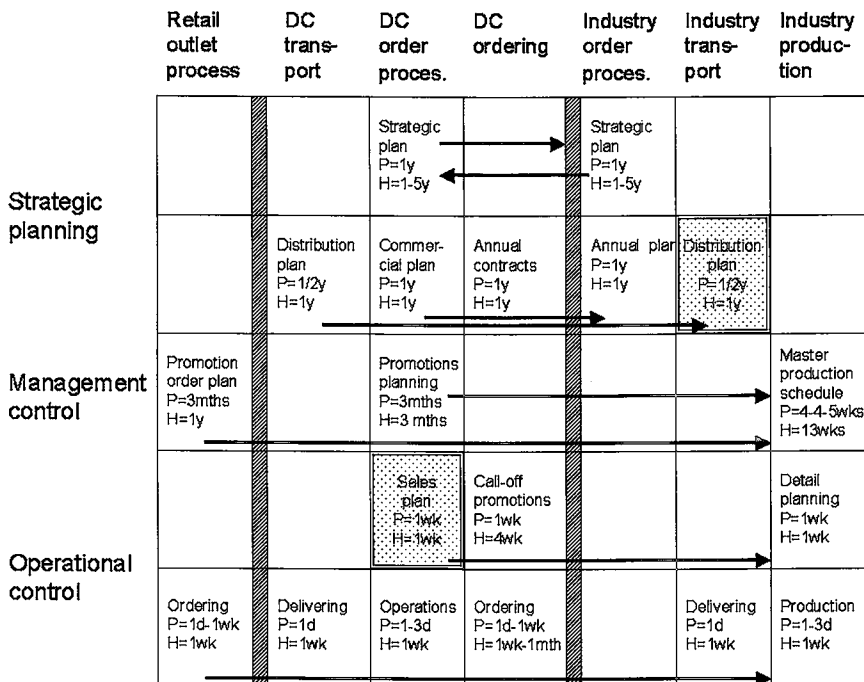 Retail
outlet
process
DC
trans-
port
DC
order
proces.
DC
ordering
Industry
order
proces.
Industry
trans-
port
Industry
produc-
tion
Strategic
planning
Strategic
plan
P=1y
H=1-5y
Strategic
plan
P=1y
H=1-5y
Distribution
plan
P=1/2y
H=1y
Commer-
cial plan
P=1y
H=1y
Annual
contracts
P=1y
H=1y
Annual plan
P=1y
H=1y
Distribution
plan
P=1/2y
H=1y
Management
control
Promotion
order plan
P=3mths
H=1y
Promotions
planning
P=3mths
H=3 mths
Master
production
schedule
P=4-4-5wks
H=13wks
Operational
control
Sales
plan
P=1wk
H=1wk
Call-off
promotions
P=1wk
H=4wk
Detail
planning
P=1wk
H=1wk
Ordering
P=1d-1wk
H=1wk
Delivering
P=1d
H=1wk
Operations
P=1-3d
H=1wk
Ordering
P=1d-1wk
H=1wk-1mth
Delivering
P=1d
H=1wk
Production
P=1-3d
H=1wk